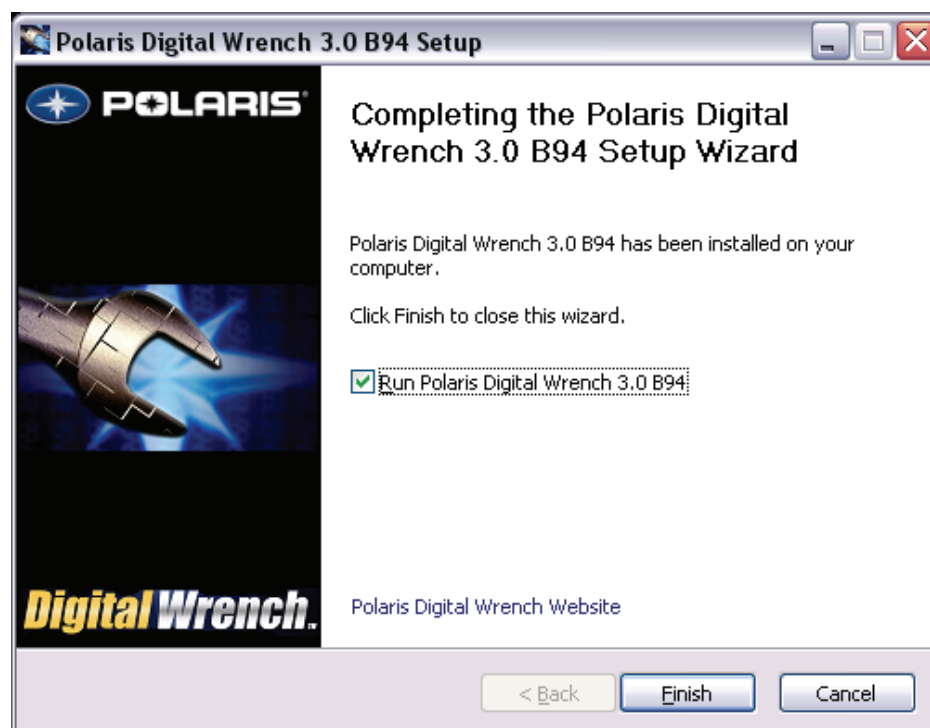 Polaris Digital Wrench 3.0 B94 Setup
POLARIS
Completing the Polaris Digital
Wrench 3.0 B94 Setup Wizard
Polaris Digital Wrench 3.0 B94 has been installed on your
computer.
Click Finish to close this wizard.
Run Polaris Digital Wrench 3.0 B94
Digital Wrench™
Polaris Digital Wrench Website
< Back
Finish
Cancel